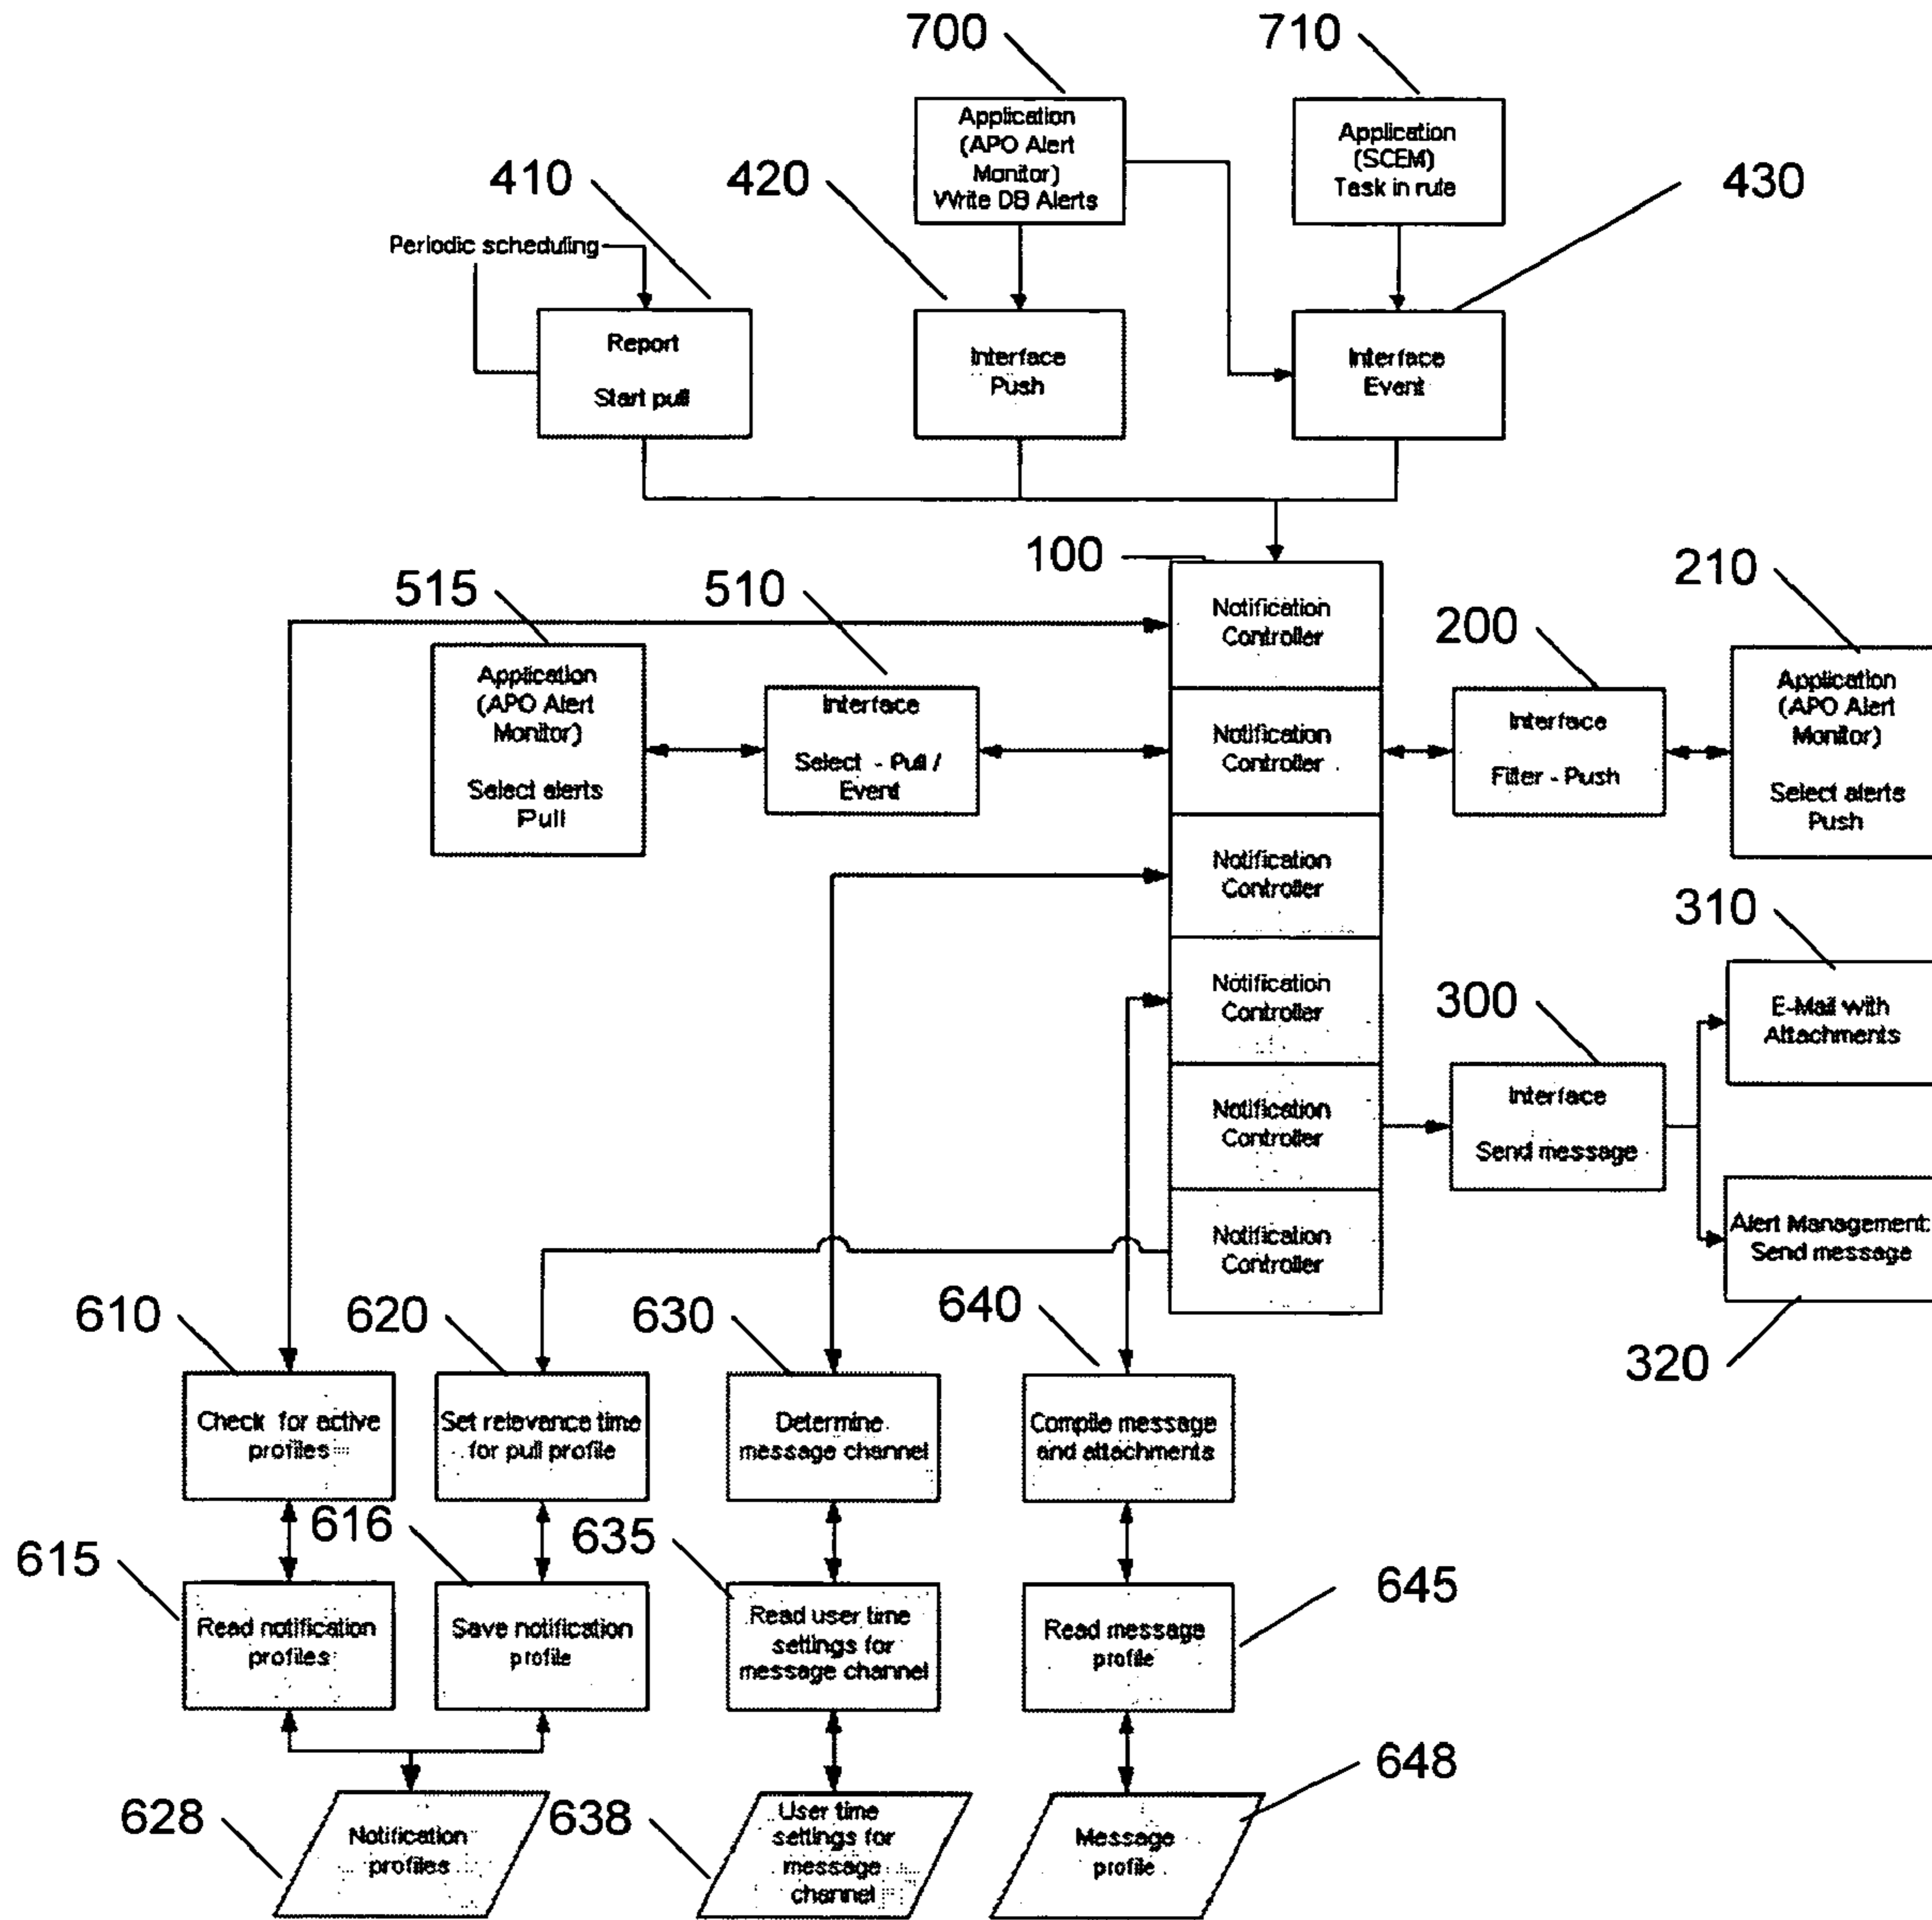 700
710
Application
(APO Alert
Monitor)
Write DB Alerts
Application
(SCEM)
Task in rule
410
420
430
Periodic scheduling
Report
Start pull
Interface
Push
Interface
Event
100
515
510
200
210
Notification
Controller
Application
(APO Alert
Monitor)
Select alerts
Pull
Interface
Select - Pull /
Event
Notification
Controller
Interface
Filter - Push
Application
(APO Alert
Monitor)
Select alerts
Push
Notification
Controller
310
Notification
Controller
300
E-Mail with
Attachments
Notification
Controller
Interface
Send message
Notification
Controller
Alert Management:
Send message
320
610
620
630
640
Check for active
profiles
Set relevance time
for pull profile
Determine
message channel
Compile message
and attachments
615
616
635
645
Read notification
profiles
Save notification
profile
Read user time
settings for
message channel
Read message
profile
628
638
648
Notification
profiles
User time
settings for
message
channel
Message
profile